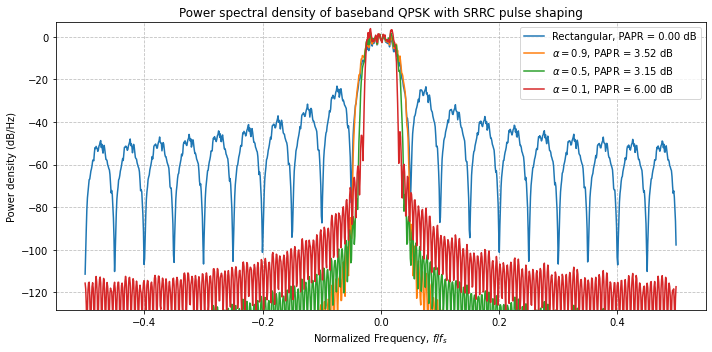 Power spectral density of baseband QPSK with SRRC pulse shaping
Rectangular, PAPR = 0.00 dB
α = 0.9, PAPR = 3.52 dB
α = 0.5, PAPR = 3.15 dB
α = 0.1, PAPR = 6.00 dB
Power density (dB/Hz)
0
−20
−40
−60
−80
−100
−120
−0.4
−0.2
0.0
0.2
0.4
Normalized Frequency, f/fₛ